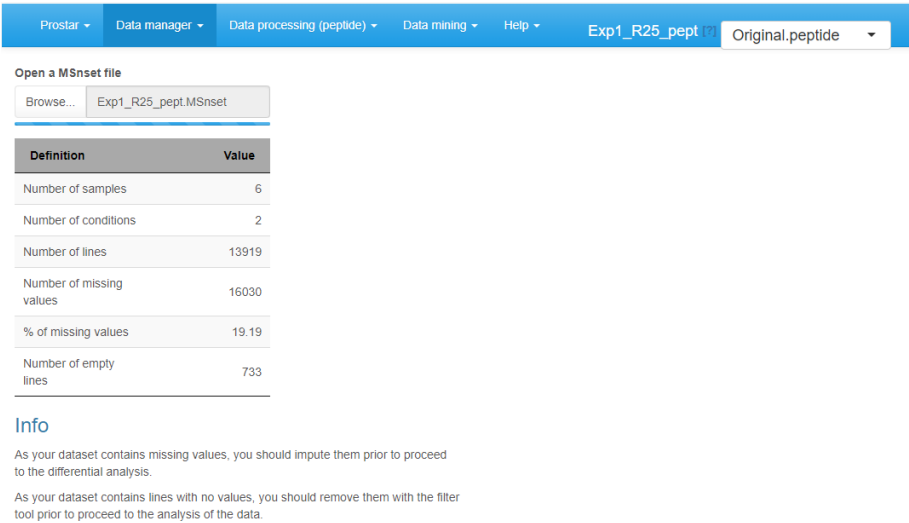 Prostar Data manager Data processing (peptide) Data mining Help Exp1_R25_pept [?] Original.peptide
Open a MSnset file
Browse... Exp1_R25_pept.MSnset
Definition Value
Number of samples 6
Number of conditions 2
Number of lines 13919
Number of missing
values 16030
% of missing values 19.19
Number of empty
lines 733
Info
As your dataset contains missing values, you should impute them prior to proceed
to the differential analysis.
As your dataset contains lines with no values, you should remove them with the filter
tool prior to proceed to the analysis of the data.